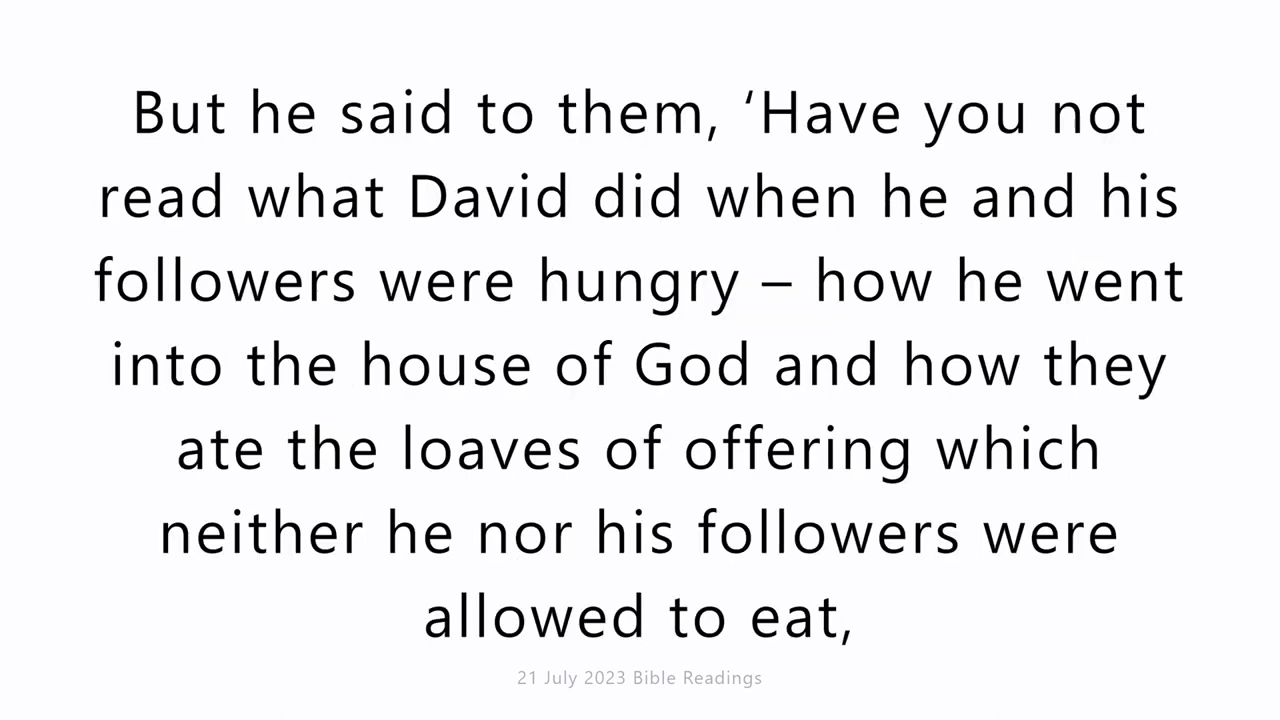 But he said to them, ‘Have you not
read what David did when he and his
followers were hungry – how he went
into the house of God and how they
ate the loaves of offering which
neither he nor his followers were
allowed to eat,
21 July 2023 Bible Readings